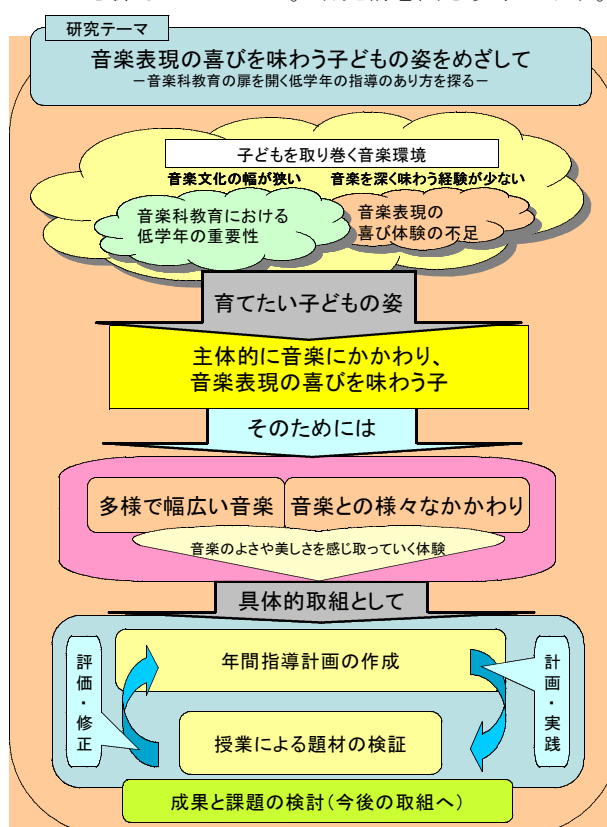 研究テーマ
音楽表現の喜びを味わう子どもの姿をめざして
－音楽科教育の扉を開く低学年の指導のあり方を探る－
子どもを取り巻く音楽環境
音楽文化の幅が狭い 音楽を深く味わう経験が少ない
音楽科教育における
低学年の重要性
音楽表現の
喜び体験の不足
育てたい子どもの姿
主体的に音楽にかかわり、
音楽表現の喜びを味わう子
そのためには
多様で幅広い音楽 音楽との様々なかかわり
音楽のよさや美しさを感じ取っていく体験
具体的取組として
評価・修正
年間指導計画の作成
計画・実践
授業による題材の検証
成果と課題の検討（今後の取組へ）